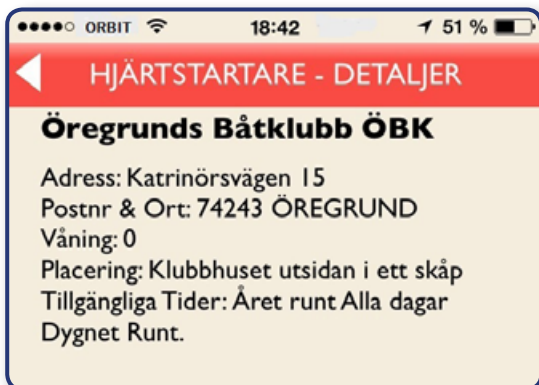 ORBIT 18:42 51 %
HJÄRTSTARTARE - DETALJER
Öregrunds Båtklubb ÖBK
Adress: Katrinörsvägen 15
Postnr & Ort: 74243 ÖREGRUND
Våning: 0
Placering: Klubbhuset utsidan i ett skåp
Tillgängliga Tider: Året runt Alla dagar
Dygnet Runt.